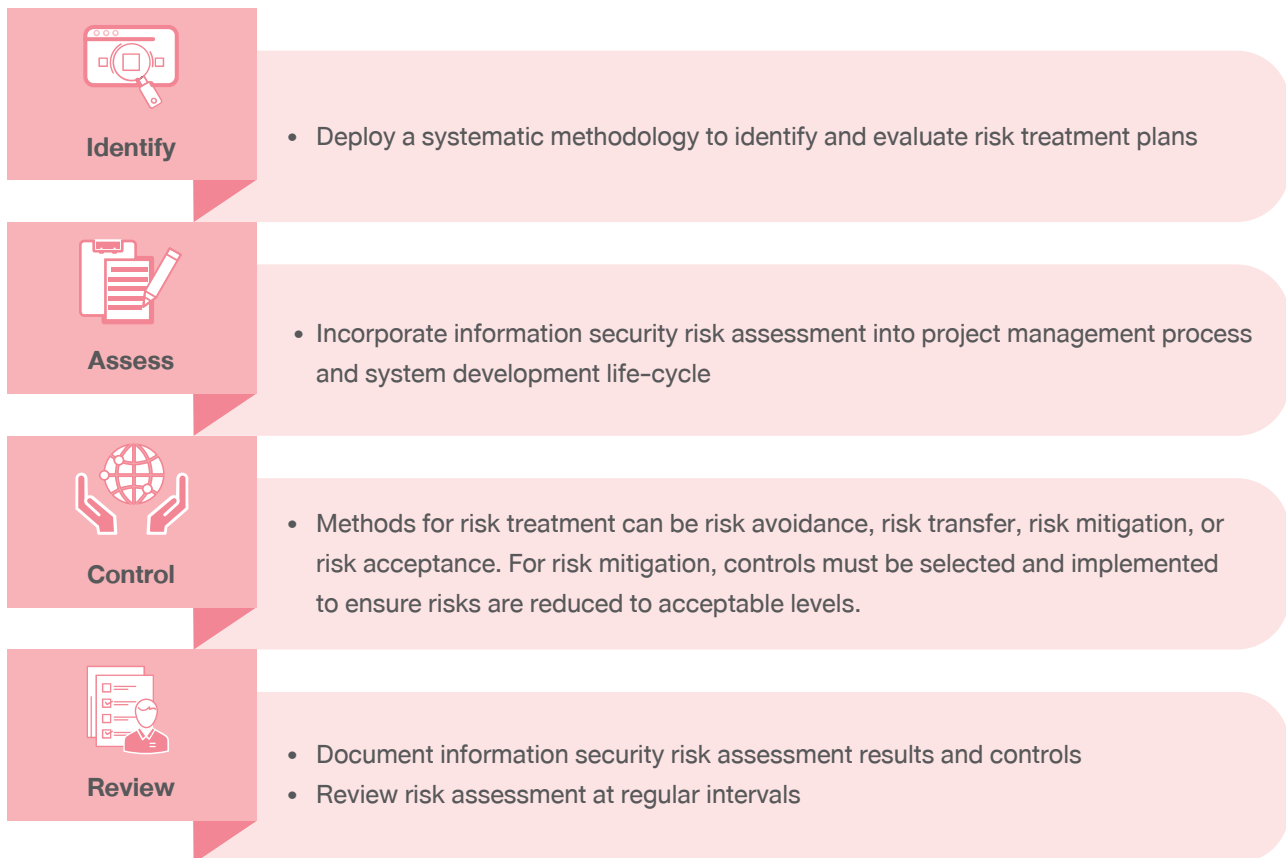 Identify
• Deploy a systematic methodology to identify and evaluate risk treatment plans
Assess
• Incorporate information security risk assessment into project management process
and system development life-cycle
Control
• Methods for risk treatment can be risk avoidance, risk transfer, risk mitigation, or
risk acceptance. For risk mitigation, controls must be selected and implemented
to ensure risks are reduced to acceptable levels.
Review
• Document information security risk assessment results and controls
• Review risk assessment at regular intervals